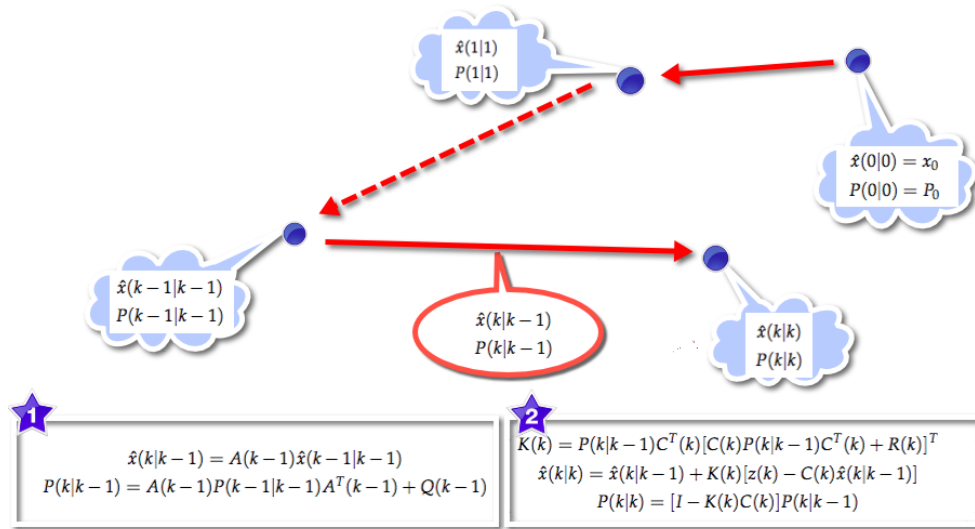 x̂(1|1)
P(1|1)
x̂(0|0) = x₀
P(0|0) = P₀
x̂(k−1|k−1)
P(k−1|k−1)
x̂(k|k−1)
P(k|k−1)
x̂(k|k)
P(k|k)
1
x̂(k|k−1) = A(k−1)x̂(k−1|k−1)
P(k|k−1) = A(k−1)P(k−1|k−1)Aᵀ(k−1) + Q(k−1)
2
K(k) = P(k|k−1)Cᵀ(k)[C(k)P(k|k−1)Cᵀ(k) + R(k)]ᵀ
x̂(k|k) = x̂(k|k−1) + K(k)[z(k) − C(k)x̂(k|k−1)]
P(k|k) = [I − K(k)C(k)]P(k|k−1)